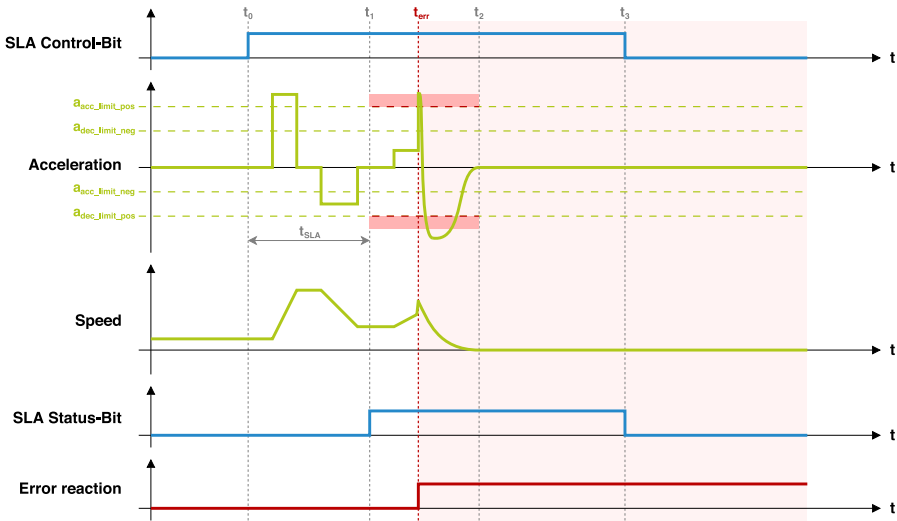 t0 t1 terr t2 t3
SLA Control-Bit
t
aacc_limit_pos
adec_limit_neg
Acceleration
t
aacc_limit_neg
adec_limit_pos
tSLA
Speed
t
SLA Status-Bit
t
Error reaction
t